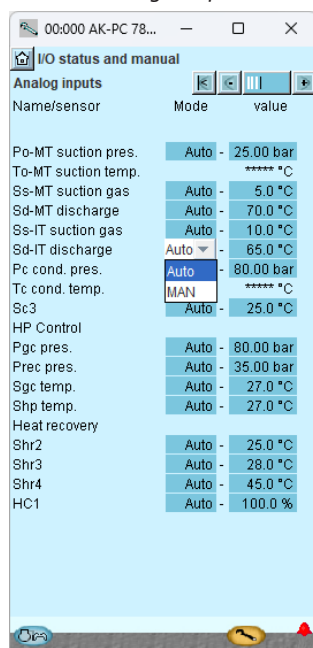 00:000 AK-PC 78...
I/O status and manual
Analog inputs
Name/sensor Mode value
Po-MT suction pres. Auto - 25.00 bar
To-MT suction temp. ***** °C
Ss-MT suction gas Auto - 5.0 °C
Sd-MT discharge Auto - 70.0 °C
Ss-IT suction gas Auto - 10.0 °C
Sd-IT discharge Auto - 65.0 °C
Pc cond. pres. Auto - 80.00 bar
Tc cond. temp. MAN ***** °C
Sc3 Auto - 25.0 °C
HP Control
Pgc pres. Auto - 80.00 bar
Prec pres. Auto - 35.00 bar
Sgc temp. Auto - 27.0 °C
Shp temp. Auto - 27.0 °C
Heat recovery
Shr2 Auto - 25.0 °C
Shr3 Auto - 28.0 °C
Shr4 Auto - 45.0 °C
HC1 Auto - 100.0 %